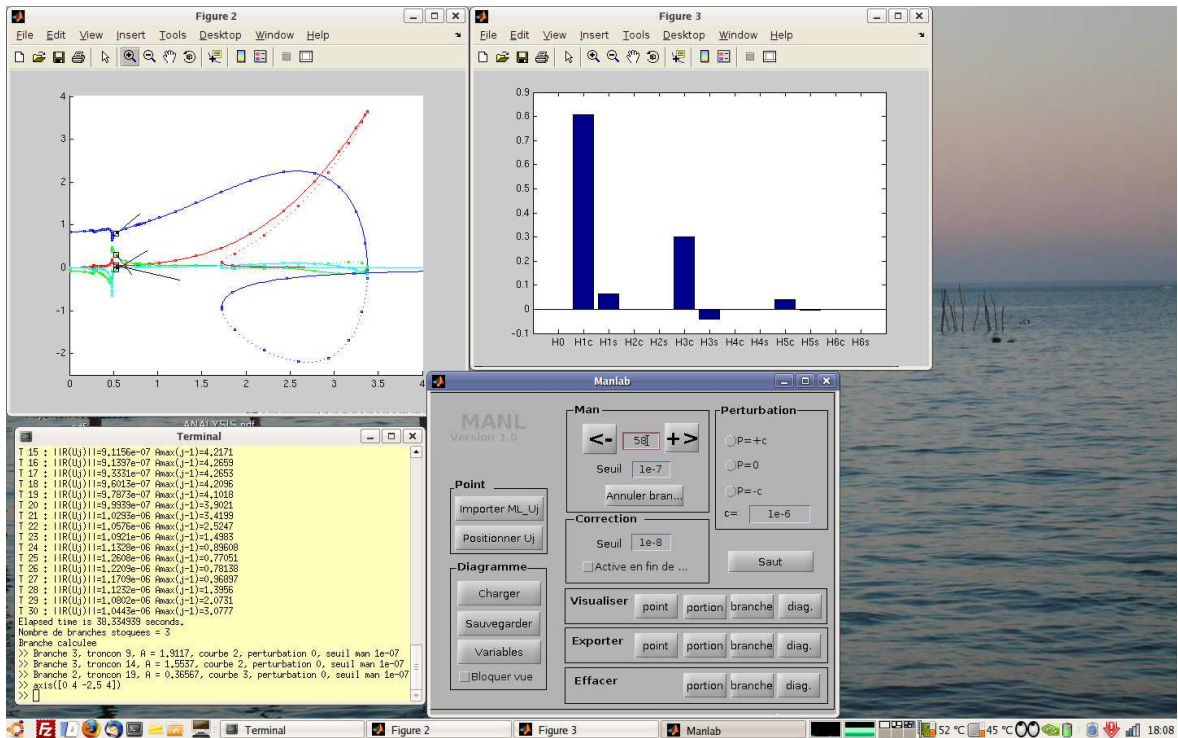 Figure 2
File Edit View Insert Tools Desktop Window Help
4
3
2
1
0
-1
-2
0 0.5 1 1.5 2 2.5 3 3.5 4
Figure 3
File Edit View Insert Tools Desktop Window Help
0.9
0.8
0.7
0.6
0.5
0.4
0.3
0.2
0.1
0
-0.1
H0 H1c H1s H2c H2s H3c H3s H4c H4s H5c H5s H6c H6s
ANALYSIS.pdf
Terminal
T 15 : ||R(Uj)||=9.1156e-07 Amax(j-1)=4.2171
T 16 : ||R(Uj)||=9.1397e-07 Amax(j-1)=4.2659
T 17 : ||R(Uj)||=9.3331e-07 Amax(j-1)=4.2653
T 18 : ||R(Uj)||=9.6013e-07 Amax(j-1)=4.2096
T 19 : ||R(Uj)||=9.7873e-07 Amax(j-1)=4.1018
T 20 : ||R(Uj)||=9.9939e-07 Amax(j-1)=3.9021
T 21 : ||R(Uj)||=1.0293e-06 Amax(j-1)=3.4199
T 22 : ||R(Uj)||=1.0576e-06 Amax(j-1)=2.5247
T 23 : ||R(Uj)||=1.0921e-06 Amax(j-1)=1.4983
T 24 : ||R(Uj)||=1.1328e-06 Amax(j-1)=0.89608
T 25 : ||R(Uj)||=1.2608e-06 Amax(j-1)=0.77051
T 26 : ||R(Uj)||=1.2209e-06 Amax(j-1)=0.78138
T 27 : ||R(Uj)||=1.1709e-06 Amax(j-1)=0.96897
T 28 : ||R(Uj)||=1.1232e-06 Amax(j-1)=1.3956
T 29 : ||R(Uj)||=1.0802e-06 Amax(j-1)=2.0731
T 30 : ||R(Uj)||=1.0443e-06 Amax(j-1)=3.0777
Elapsed time is 38.334939 seconds.
Nombre de branches stoquees = 3
Branche calculee
>> Branche 3, troncon 9, A = 1.9117, courbe 2, perturbation 0, seuil man 1e-07
>> Branche 3, troncon 14, A = 1.5537, courbe 2, perturbation 0, seuil man 1e-07
>> Branche 2, troncon 19, A = 0.36567, courbe 3, perturbation 0, seuil man 1e-07
>> axis([0 4 -2.5 4])
>>
Manlab
MANL
Version 1.0
Point
Importer ML_Uj
Positionner Uj
Diagramme
Charger
Sauvegarder
Variables
Bloquer vue
Man
<- 58 +>
Seuil 1e-7
Annuler bran...
Correction
Seuil 1e-8
Active en fin de ...
Perturbation
P=+c
P=0
P=-c
c= 1e-6
Saut
Visualiser point portion branche diag.
Exporter point portion branche diag.
Effacer portion branche diag.
Terminal Figure 2 Figure 3 Manlab 52 °C 45 °C 18:08